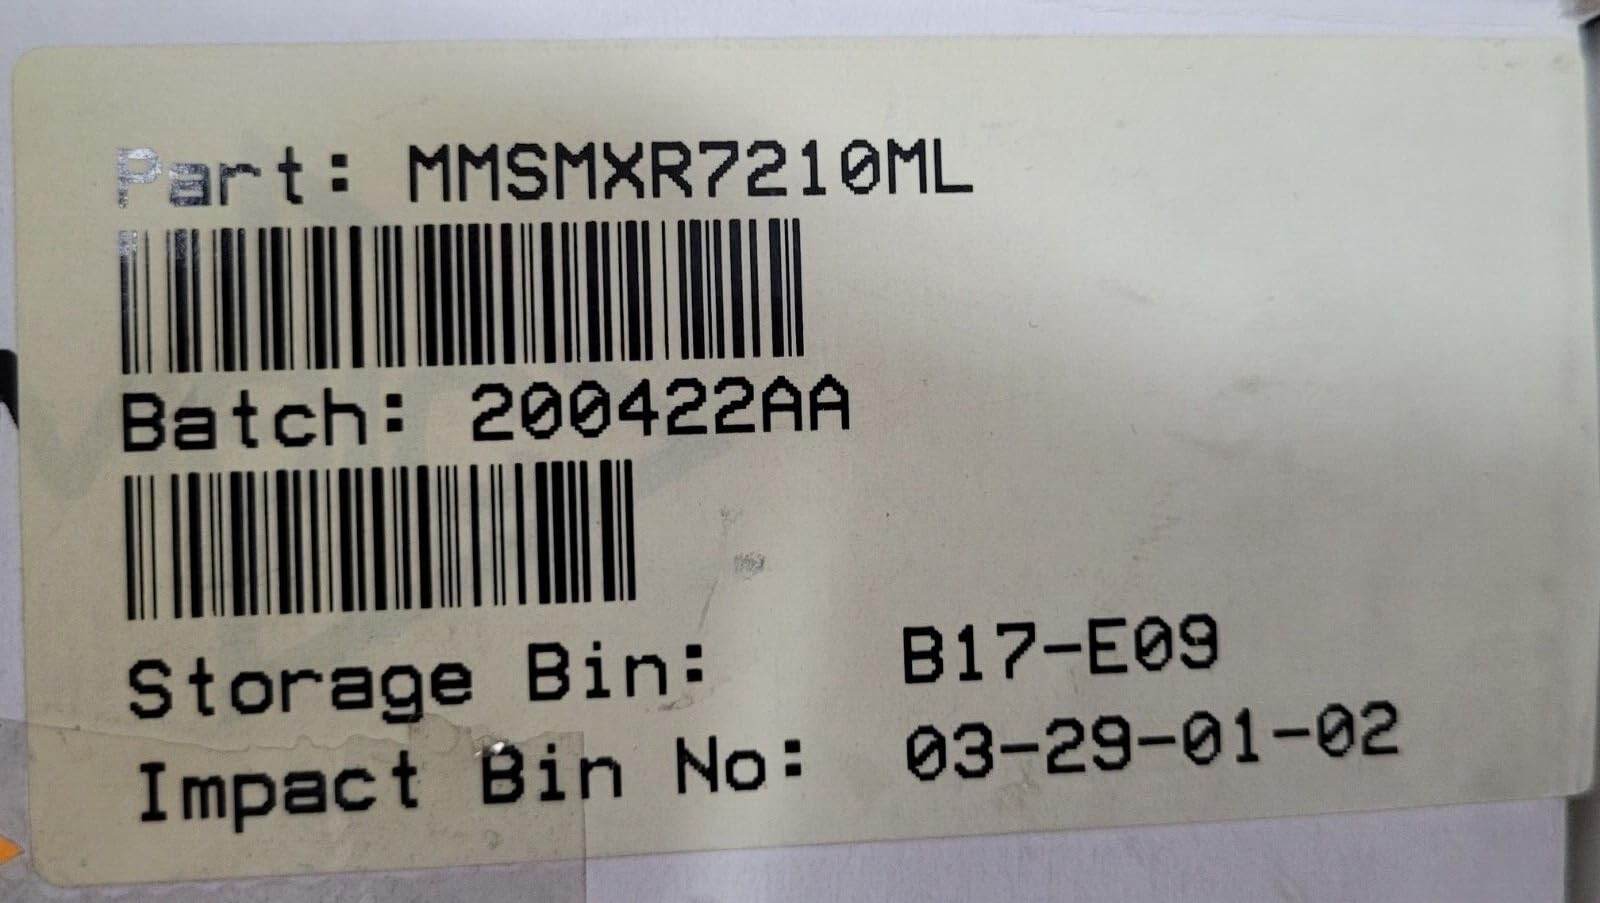 Part: MMSMXR7210ML
Batch: 200422AA
Storage Bin: B17-E09
Impact Bin No: 03-29-01-02